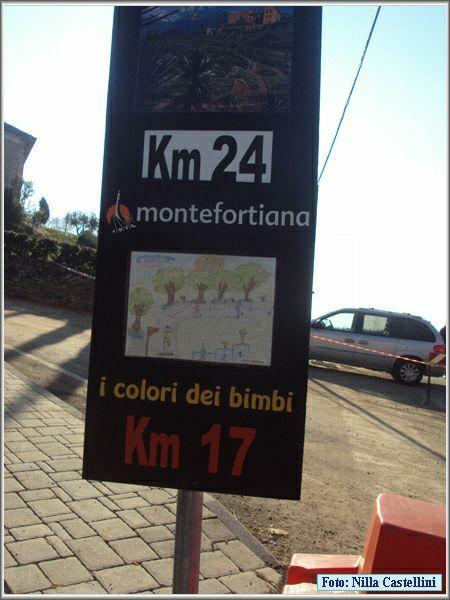 Km 24
montefortiana
i colori dei bimbi
Km 17
Foto: Nilla Castellini